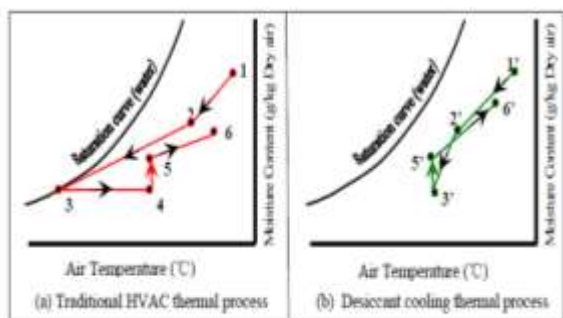 Saturation curve (water)
1
2
3
4
5
6
Moisture Content (g/kg Dry air)
Air Temperature (℃)
(a) Traditional HVAC thermal process
Saturation curve (water)
1'
2'
3'
5'
6'
Moisture Content (g/kg Dry air)
Air Temperature (℃)
(b) Desiccant cooling thermal process